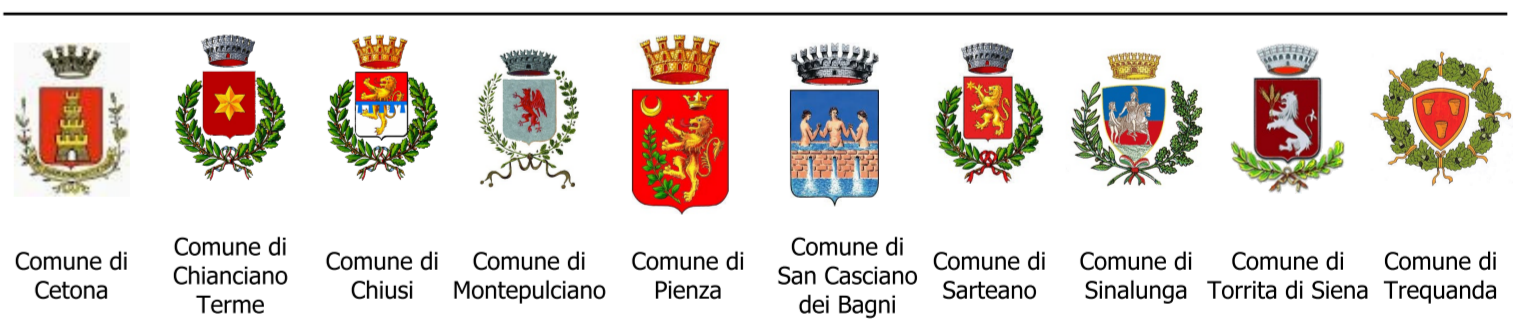 Comune di
Cetona
Comune di
Chianciano
Terme
Comune di
Chiusi
Comune di
Montepulciano
Comune di
Pienza
Comune di
San Casciano
dei Bagni
Comune di
Sarteano
Comune di
Sinalunga
Comune di
Torrita di Siena
Comune di
Trequanda